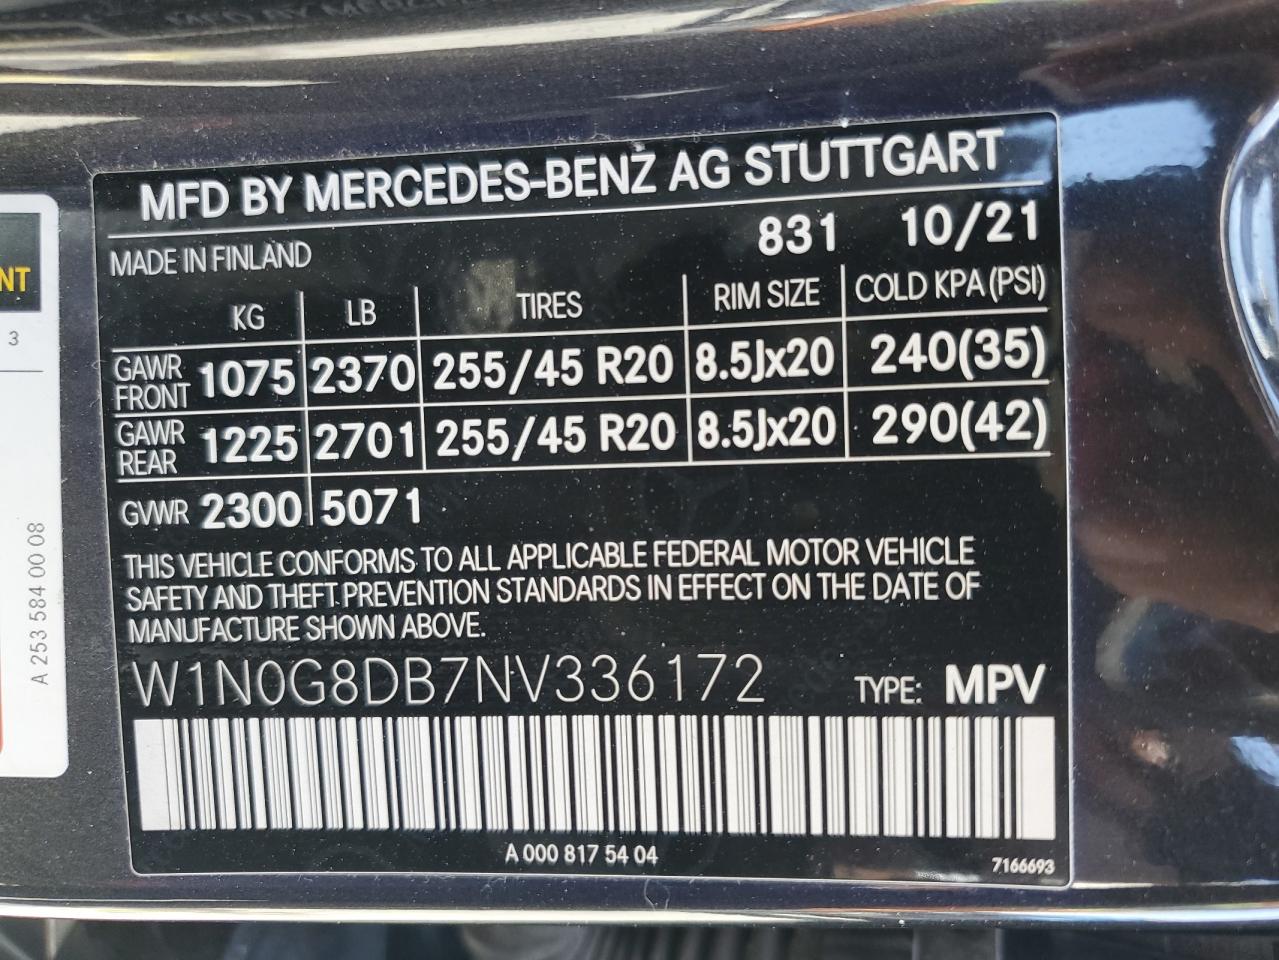 MFD BY MERCEDES-BENZ AG STUTTGART
MADE IN FINLAND 831 10/21
KG LB TIRES RIM SIZE COLD KPA (PSI)
GAWR FRONT 1075 2370 255/45 R20 8.5Jx20 240(35)
GAWR REAR 1225 2701 255/45 R20 8.5Jx20 290(42)
GVWR 2300 5071
THIS VEHICLE CONFORMS TO ALL APPLICABLE FEDERAL MOTOR VEHICLE
SAFETY AND THEFT PREVENTION STANDARDS IN EFFECT ON THE DATE OF
MANUFACTURE SHOWN ABOVE.
W1N0G8DB7NV336172 TYPE: MPV
A 000 817 54 04 7166693
NT
3
A 253 584 00 08